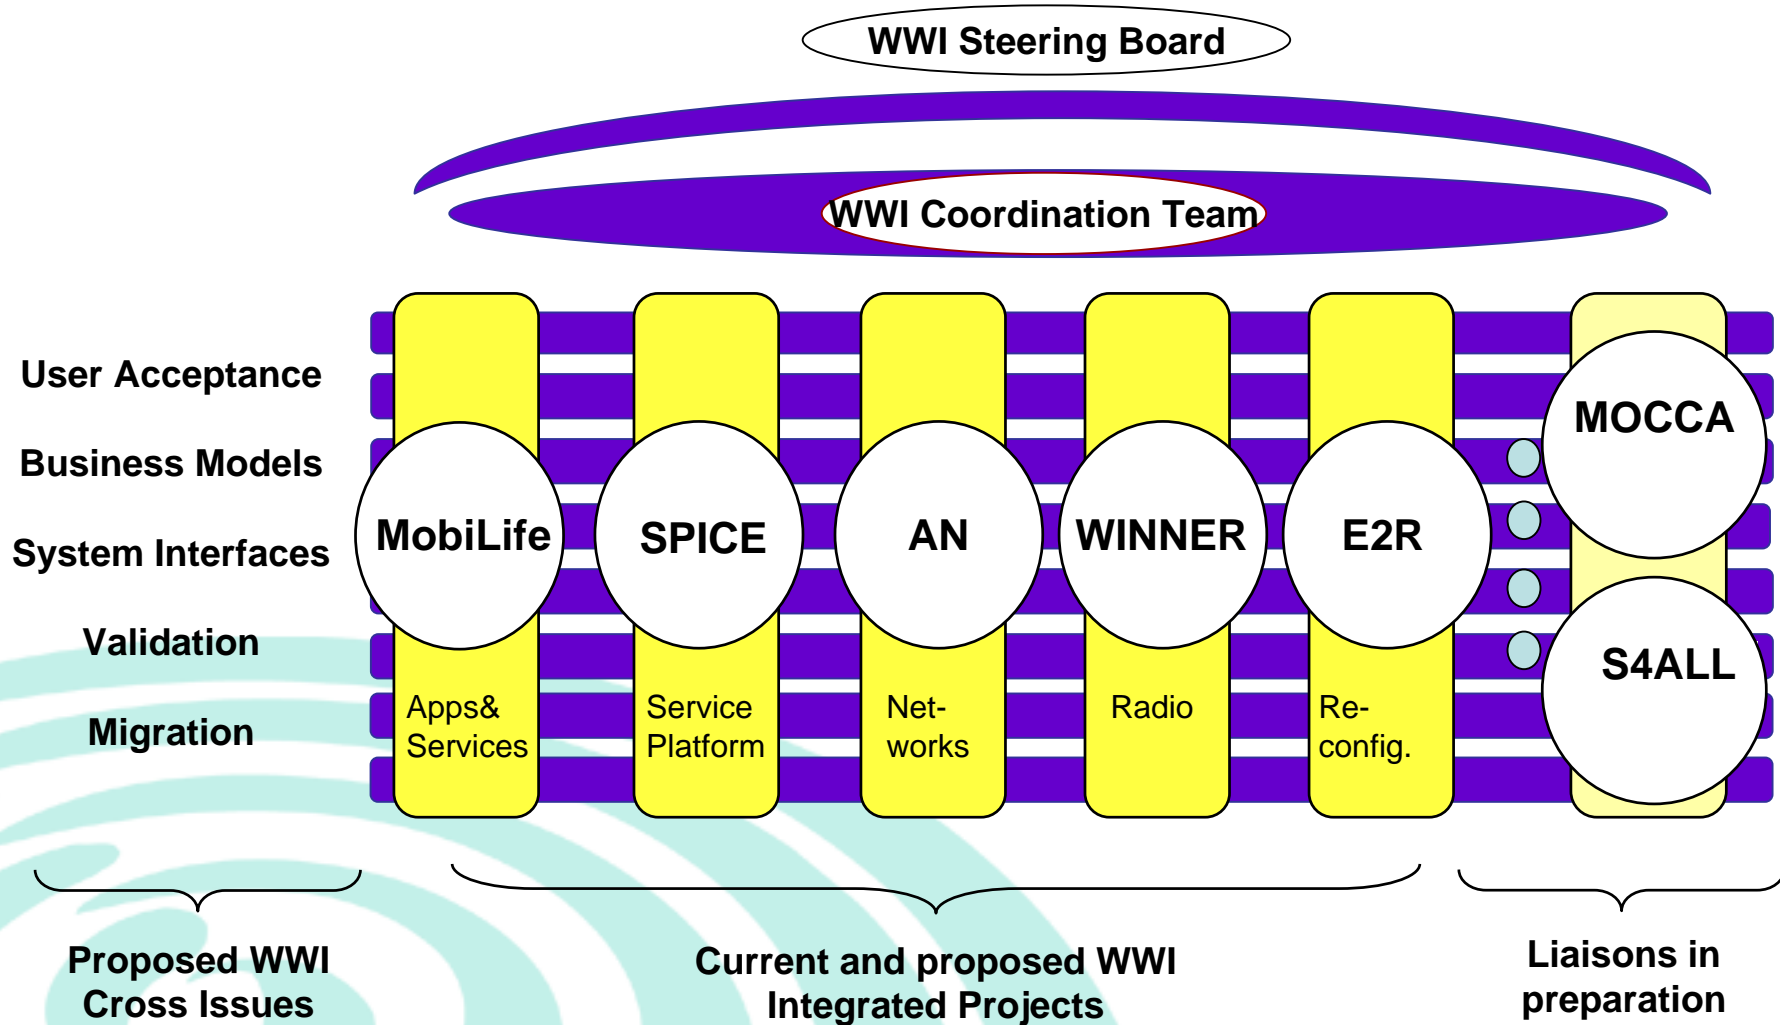 WWI Steering Board
WWI Coordination Team
User Acceptance
Business Models
System Interfaces
Validation
Migration
MobiLife
SPICE
AN
WINNER
E2R
MOCCA
S4ALL
Apps&
Services
Service
Platform
Net-
works
Radio
Re-
config.
Proposed WWI
Cross Issues
Current and proposed WWI
Integrated Projects
Liaisons in
preparation